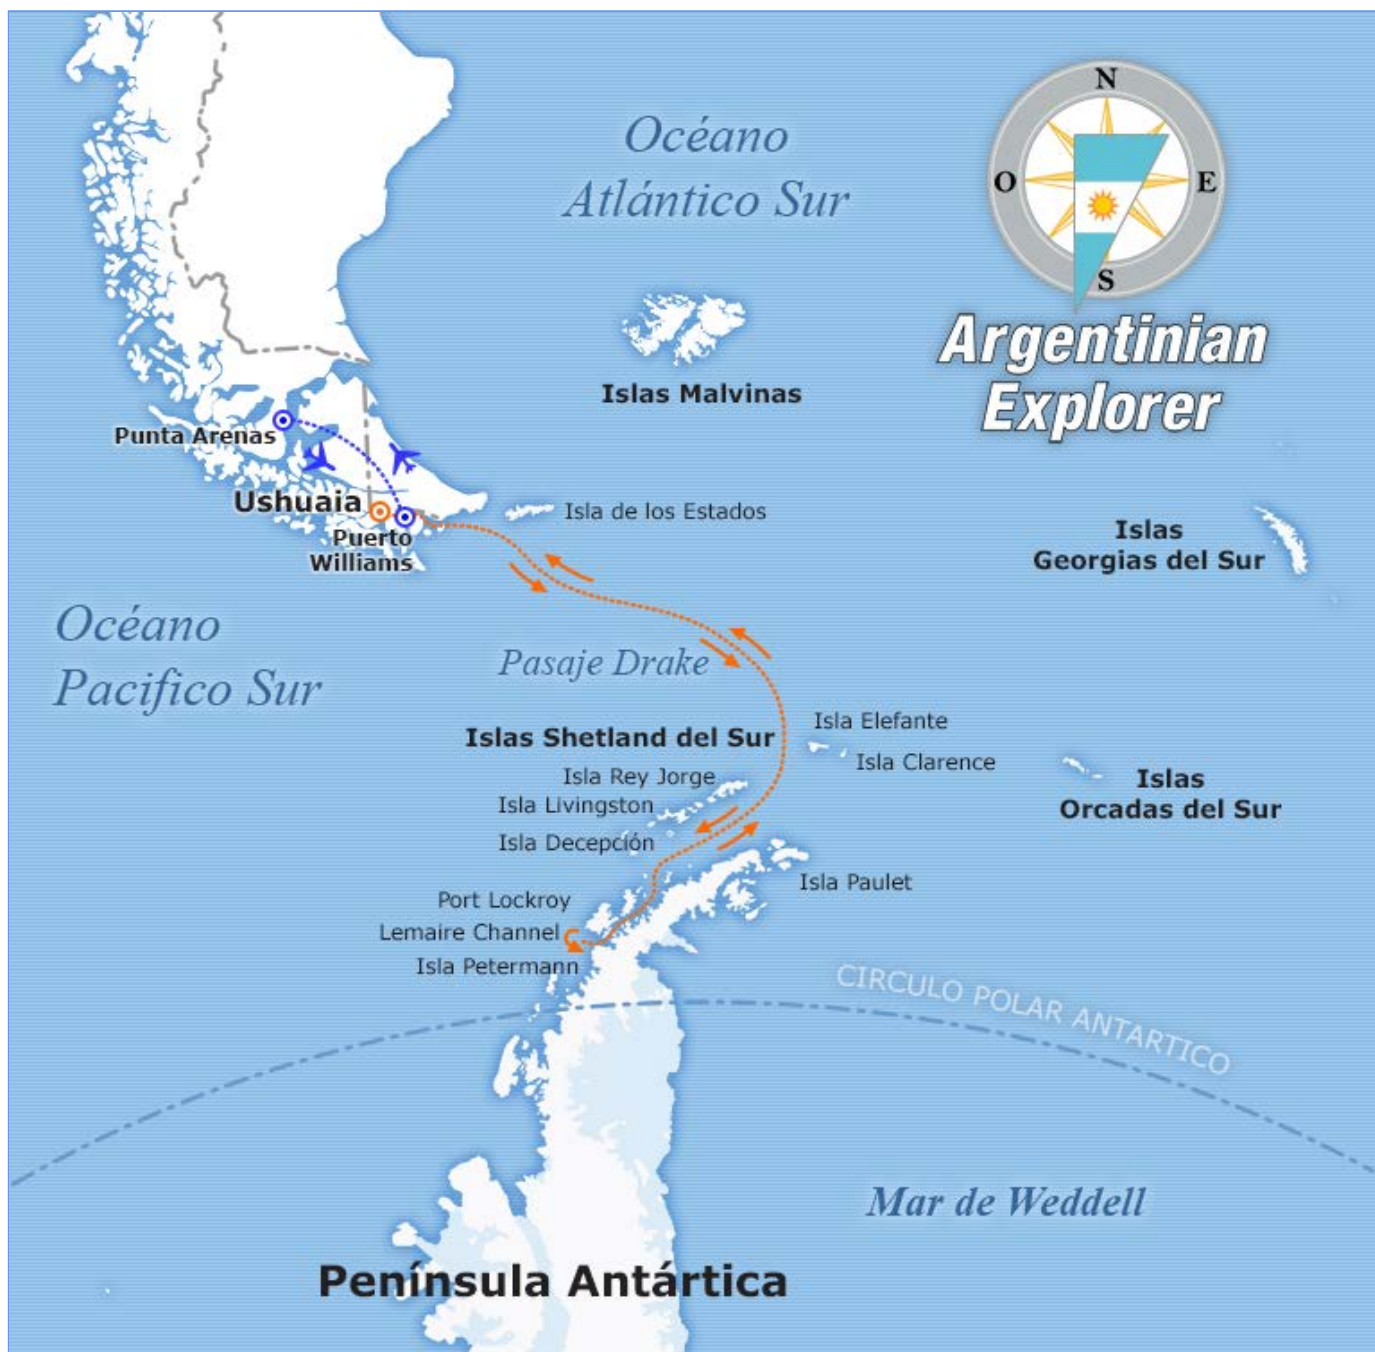 N
Océano
Atlántico Sur
O
E
S
Argentinian
Explorer
Islas Malvinas
Punta Arenas
Ushuaia
Isla de los Estados
Puerto
Williams
Islas
Georgias del Sur
Océano
Pacifico Sur
Pasaje Drake
Isla Elefante
Islas Shetland del Sur
Isla Clarence
Isla Rey Jorge
Islas
Orcadas del Sur
Isla Livingston
Isla Decepción
Isla Paulet
Port Lockroy
Lemaire Channel
Isla Petermann
CIRCULO POLAR ANTARTICO
Mar de Weddell
Península Antártica